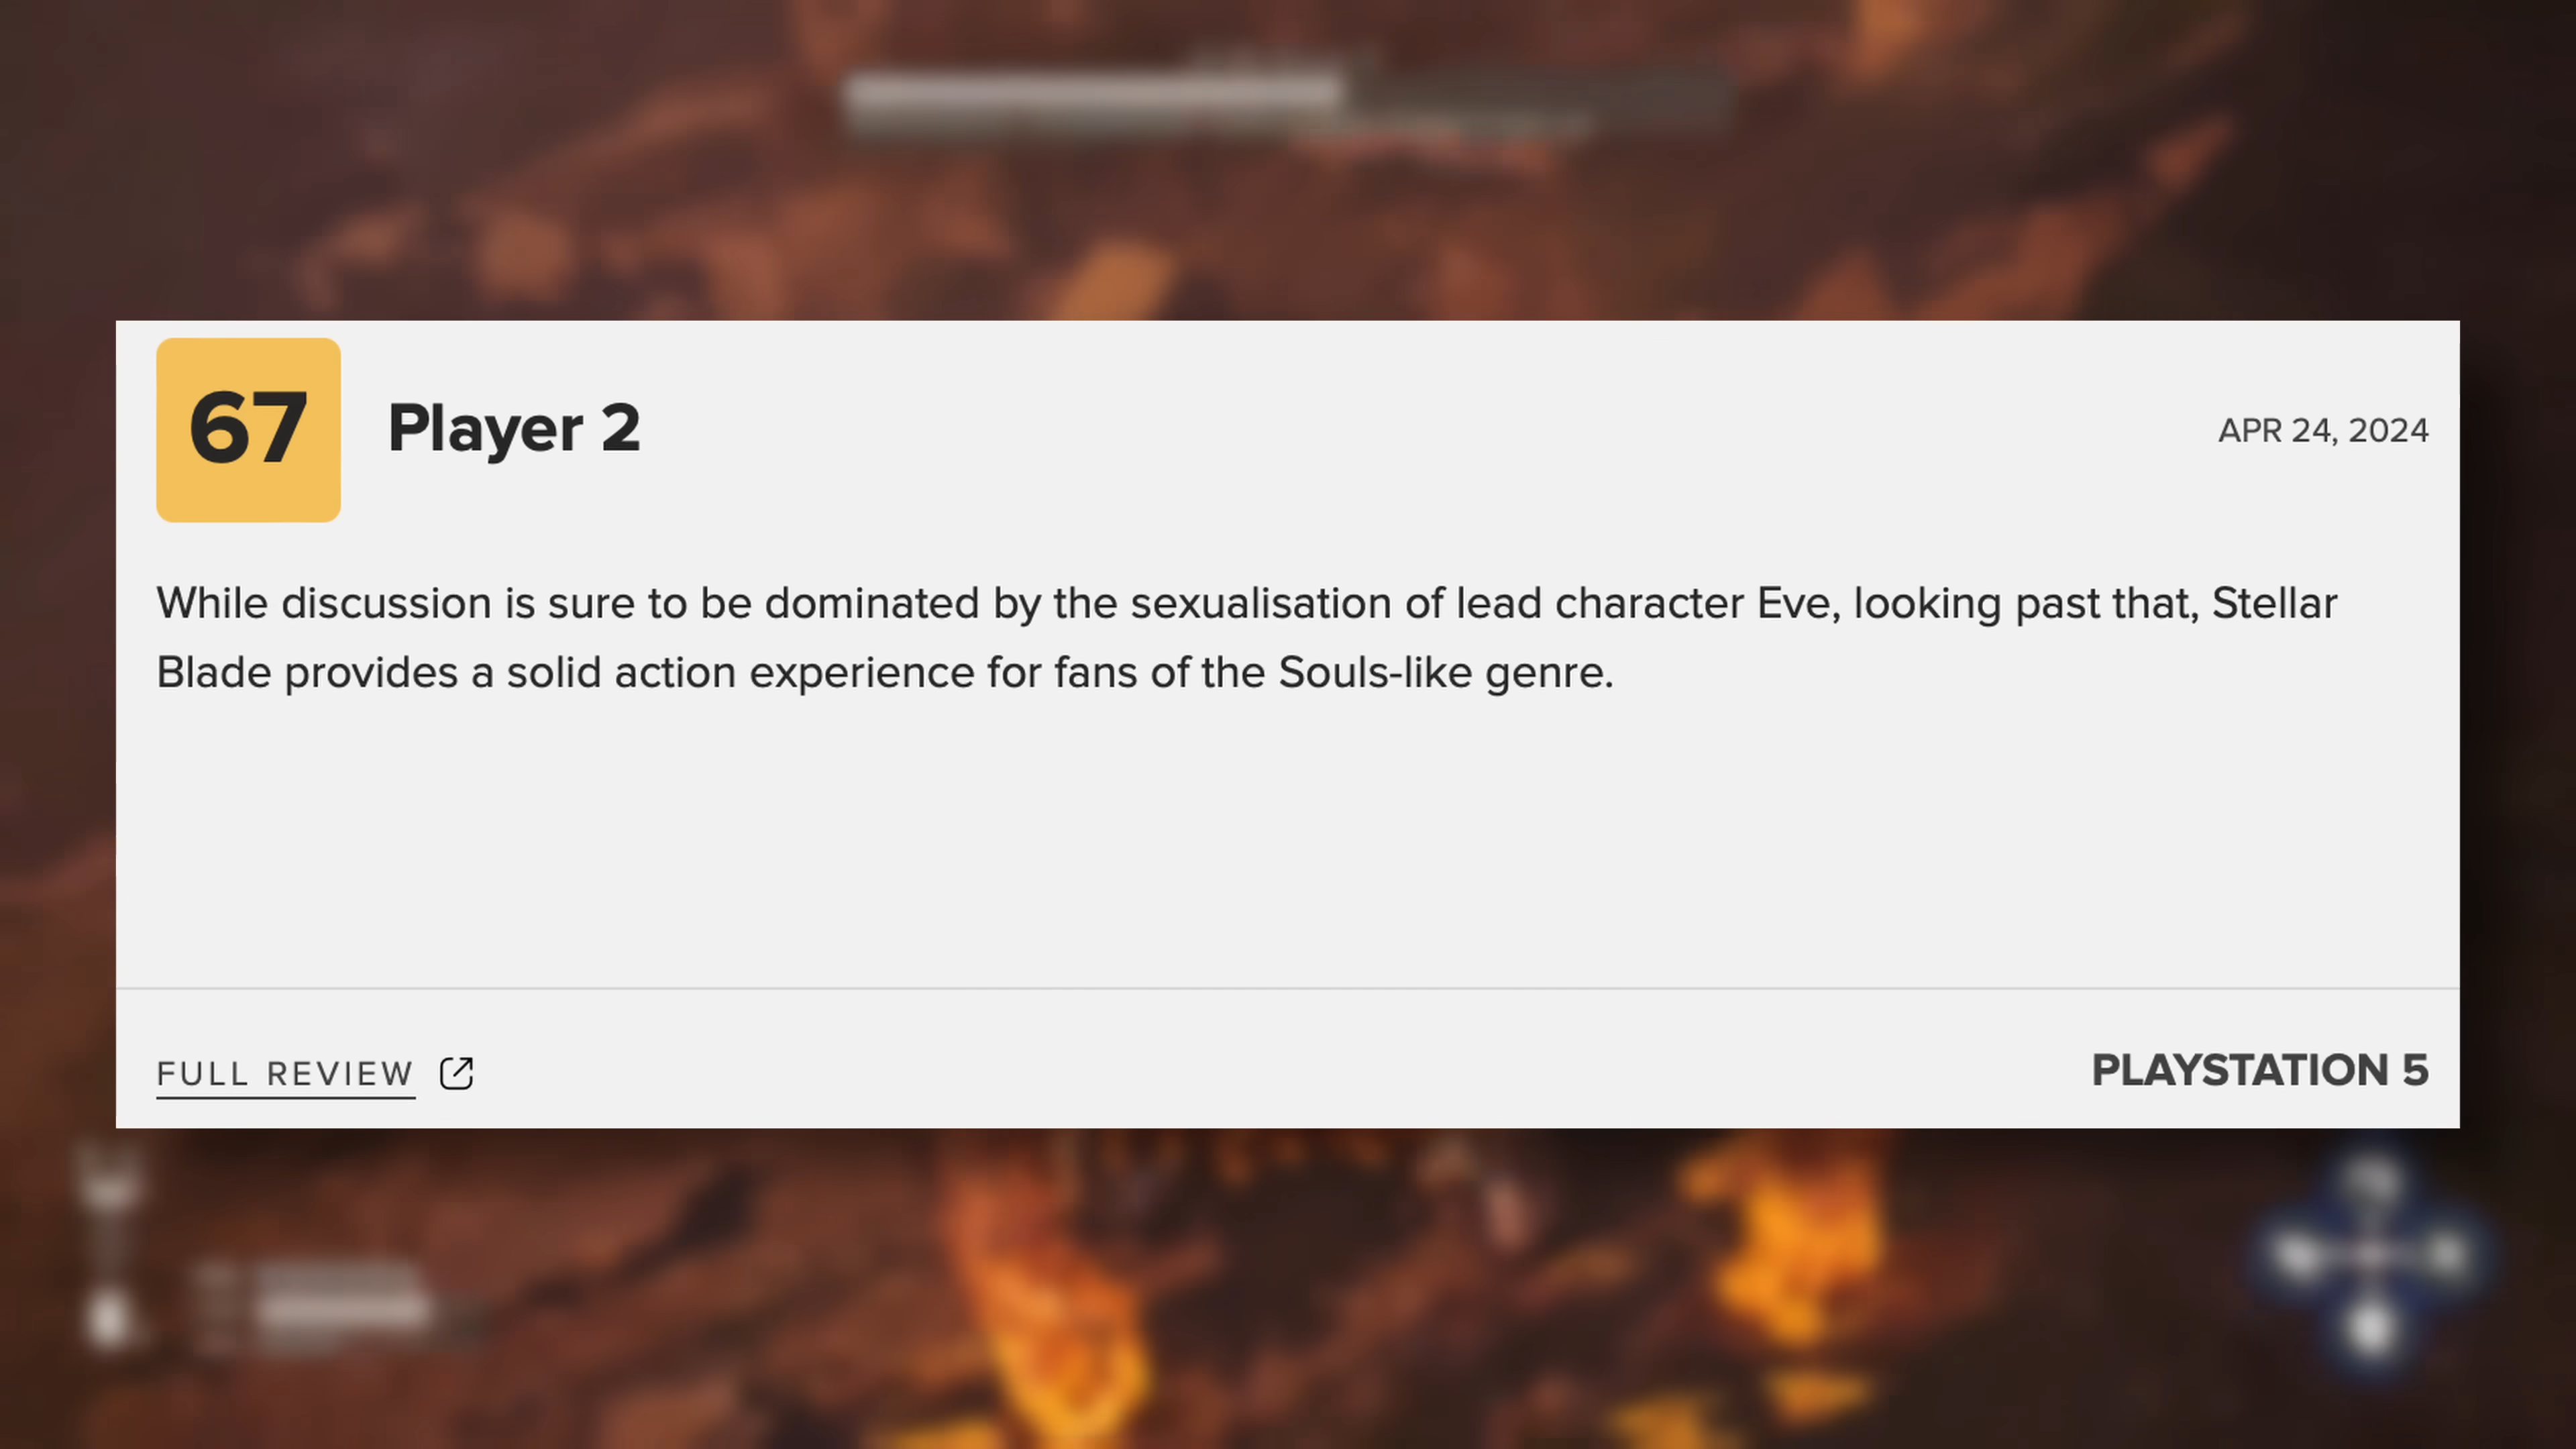 67
Player 2
APR 24, 2024
While discussion is sure to be dominated by the sexualisation of lead character Eve, looking past that, Stellar
Blade provides a solid action experience for fans of the Souls-like genre.
FULL REVIEW
PLAYSTATION 5